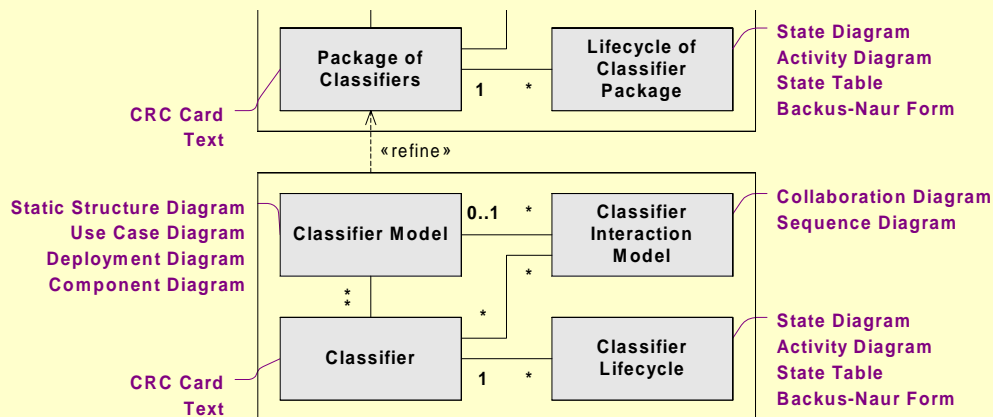 Package of
Classifiers
1
*
Lifecycle of
Classifier
Package
State Diagram
Activity Diagram
State Table
Backus-Naur Form
CRC Card
Text
«refine»
Static Structure Diagram
Use Case Diagram
Deployment Diagram
Component Diagram
Classifier Model
0..1
*
Classifier
Interaction
Model
Collaboration Diagram
Sequence Diagram
*
*
*
*
Classifier
1
*
Classifier
Lifecycle
State Diagram
Activity Diagram
State Table
Backus-Naur Form
CRC Card
Text